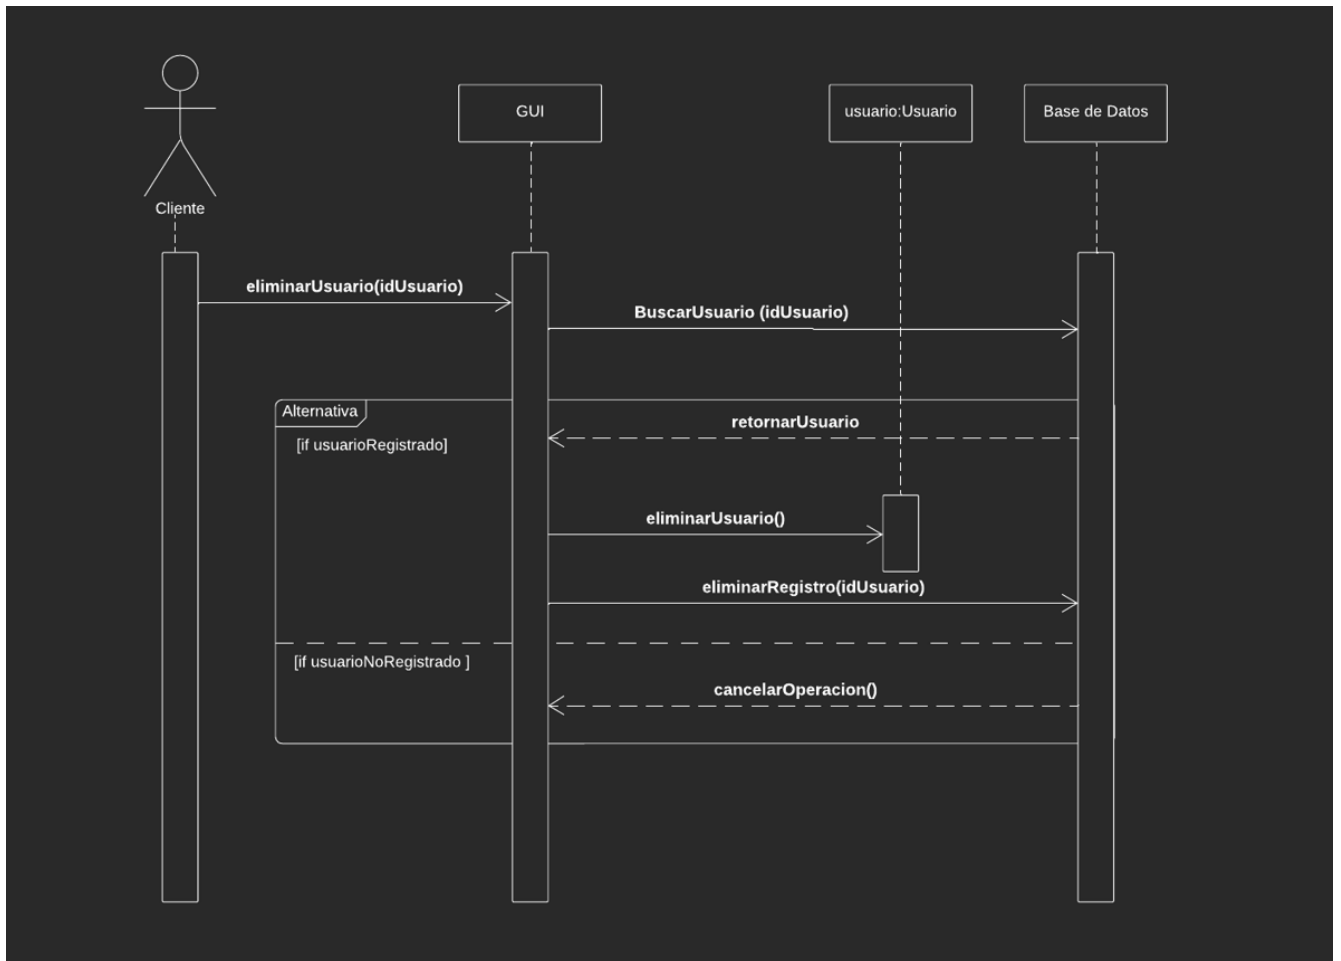 Cliente
GUI
usuario:Usuario
Base de Datos
eliminarUsuario(idUsuario)
BuscarUsuario (idUsuario)
Alternativa
retornarUsuario
[if usuarioRegistrado]
eliminarUsuario()
eliminarRegistro(idUsuario)
[if usuarioNoRegistrado ]
cancelarOperacion()